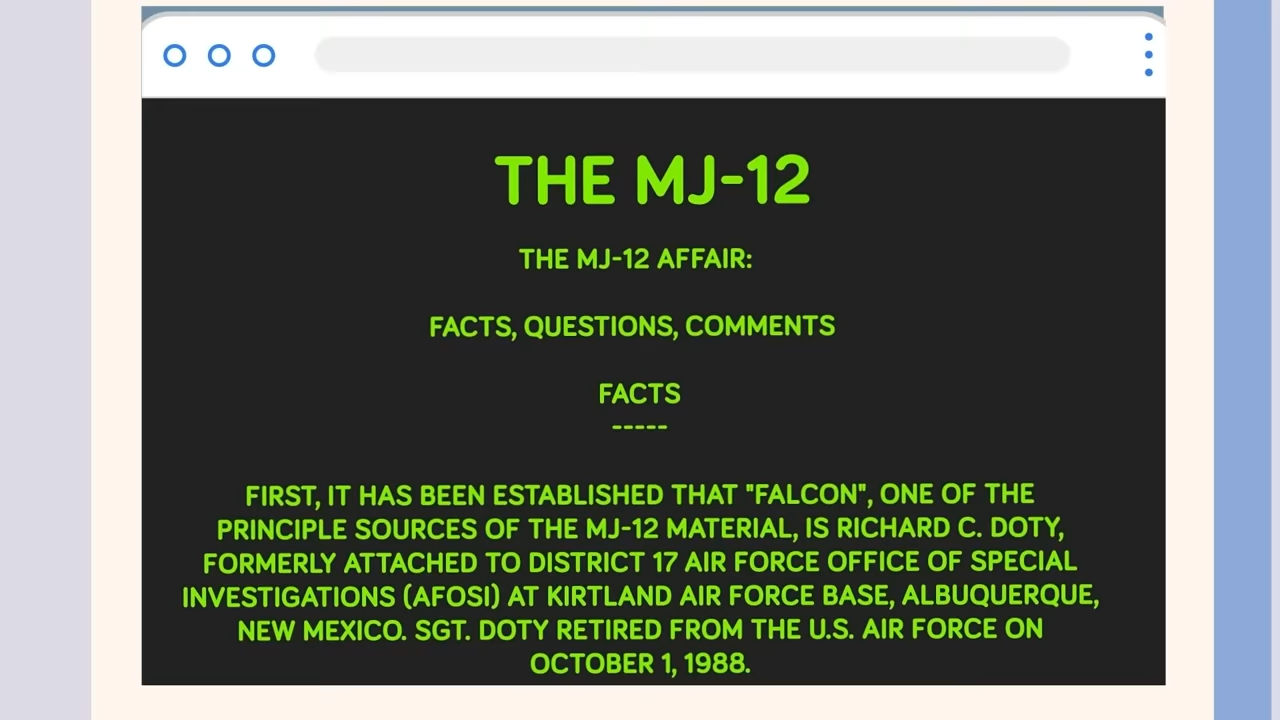 THE MJ-12
THE MJ-12 AFFAIR:
FACTS, QUESTIONS, COMMENTS
FACTS
-----
FIRST, IT HAS BEEN ESTABLISHED THAT "FALCON", ONE OF THE
PRINCIPLE SOURCES OF THE MJ-12 MATERIAL, IS RICHARD C. DOTY,
FORMERLY ATTACHED TO DISTRICT 17 AIR FORCE OFFICE OF SPECIAL
INVESTIGATIONS (AFOSI) AT KIRTLAND AIR FORCE BASE, ALBUQUERQUE,
NEW MEXICO. SGT. DOTY RETIRED FROM THE U.S. AIR FORCE ON
OCTOBER 1, 1988.